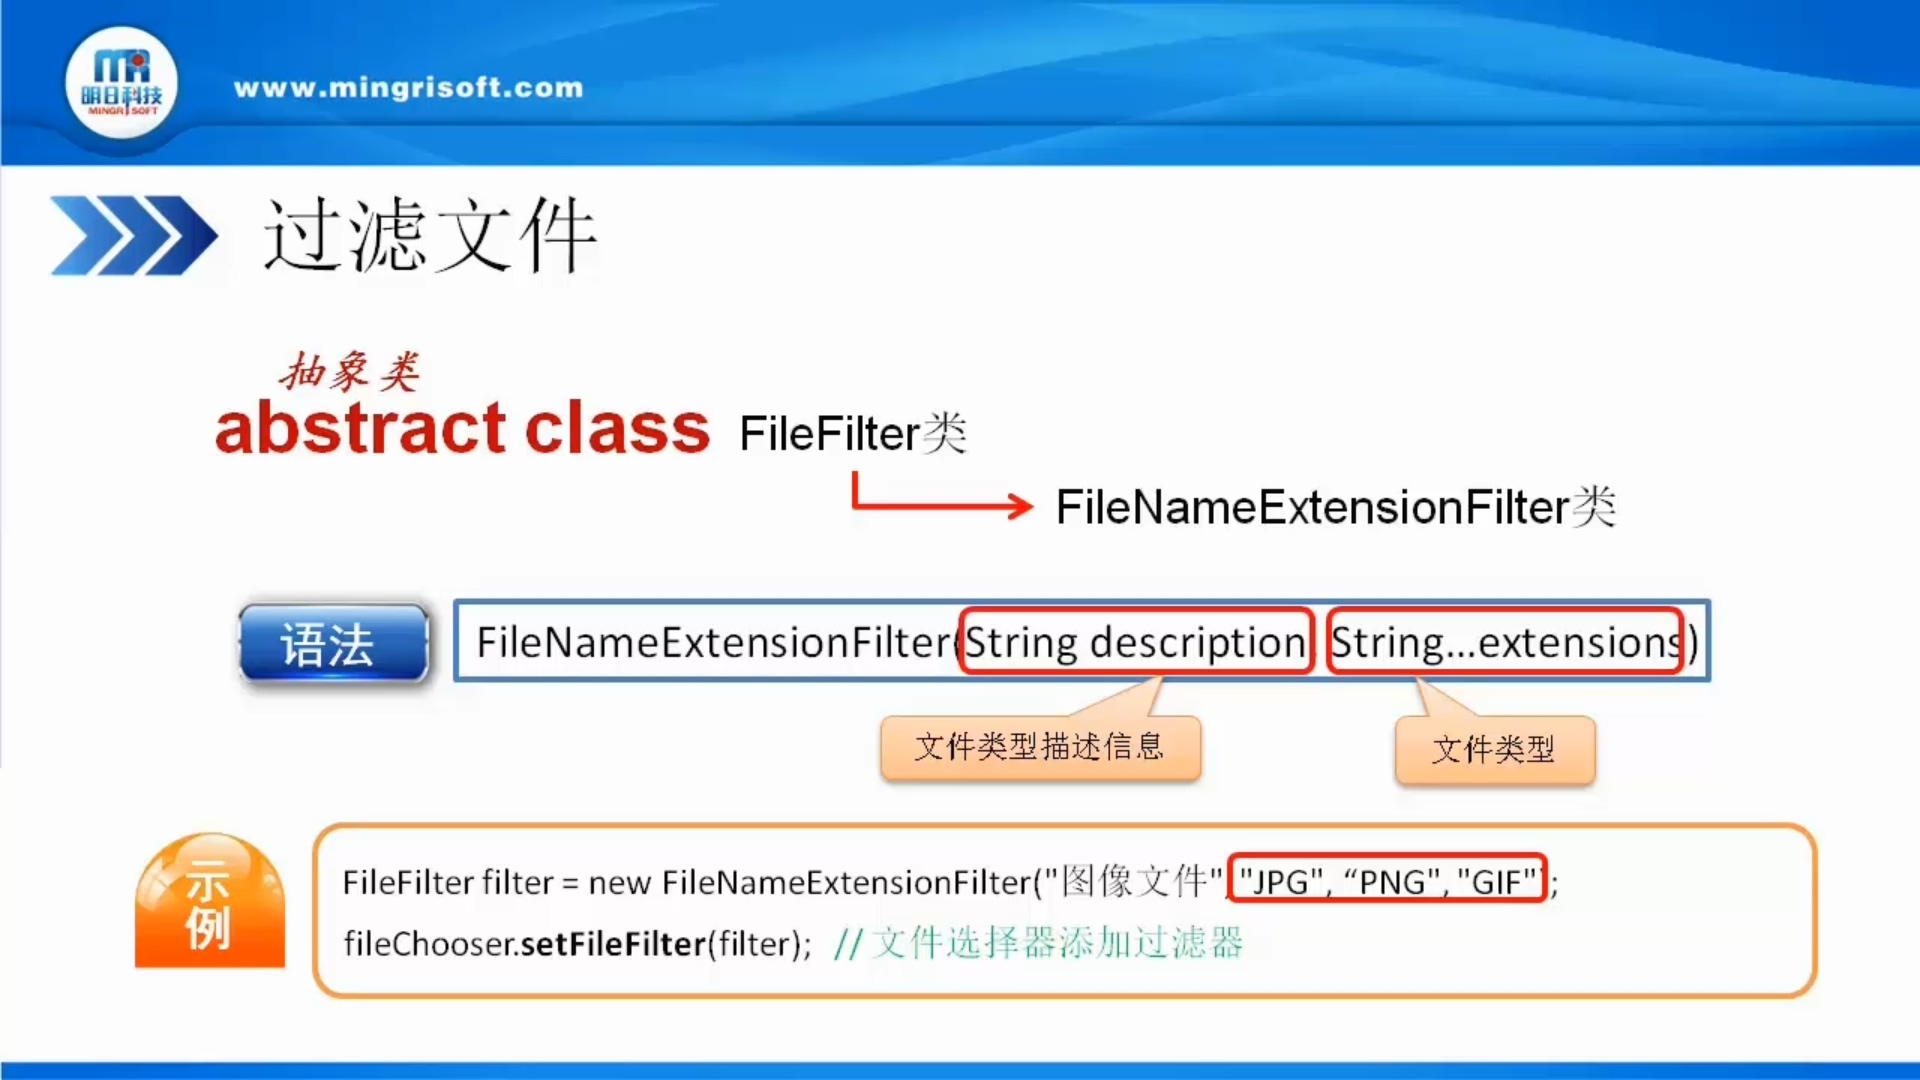 明日科技
MINGRISOFT
www.mingrisoft.com
过滤文件
抽象类
abstract class FileFilter类
FileNameExtensionFilter类
语法
FileNameExtensionFilter(String description String...extensions)
文件类型描述信息
文件类型
示例
FileFilter filter = new FileNameExtensionFilter("图像文件", "JPG", “PNG", "GIF");
fileChooser.setFileFilter(filter); // 文件选择器添加过滤器